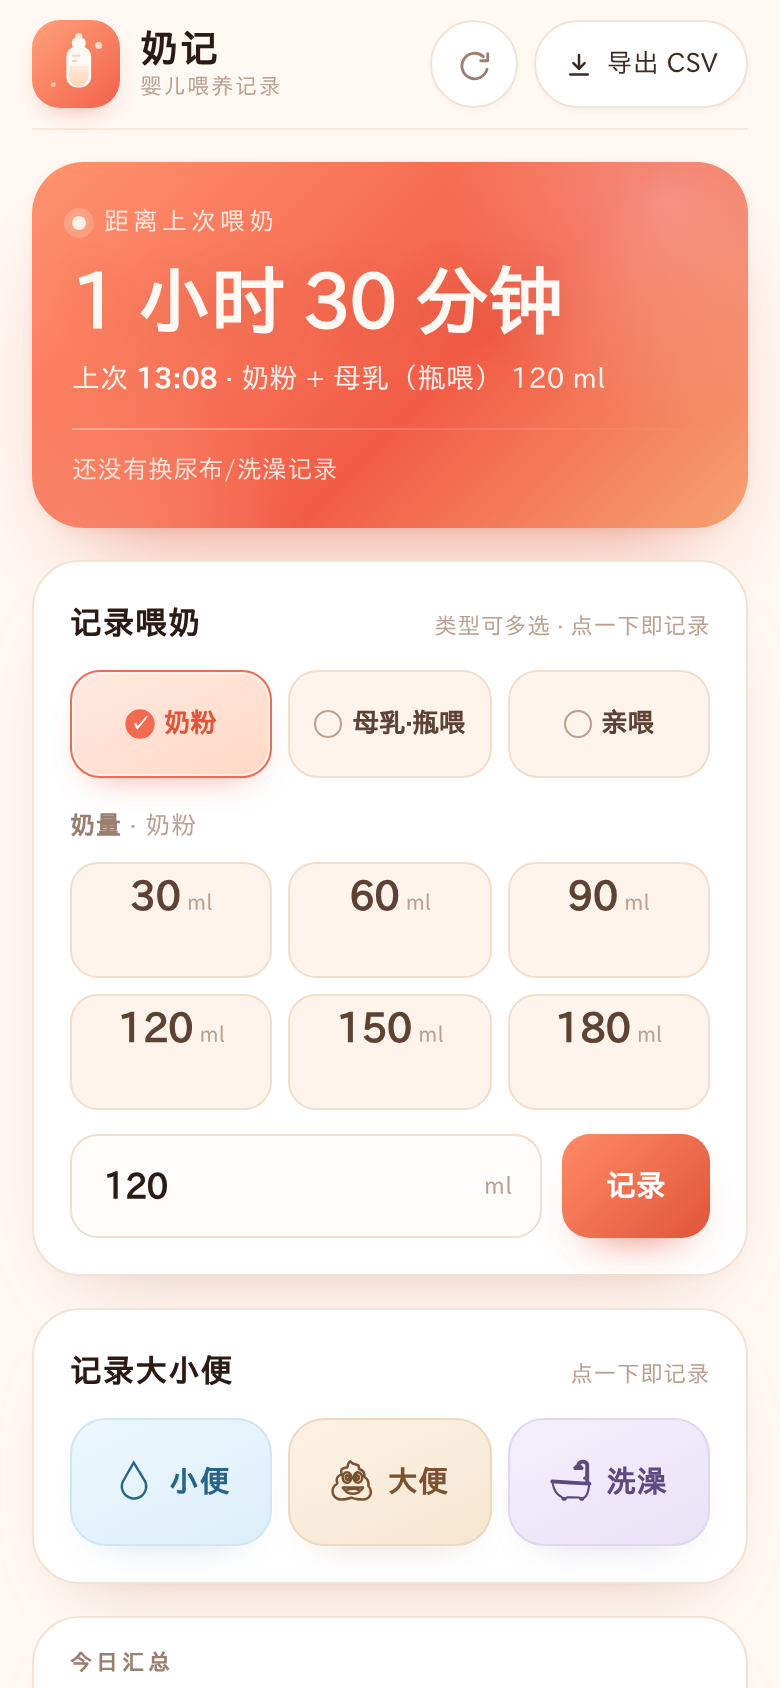 奶记
婴儿喂养记录
导出 CSV
距离上次喂奶
1 小时 30 分钟
上次 13:08 · 奶粉 + 母乳（瓶喂） 120 ml
还没有换尿布/洗澡记录
记录喂奶
类型可多选 · 点一下即记录
奶粉
母乳·瓶喂
亲喂
奶量 · 奶粉
30 ml
60 ml
90 ml
120 ml
150 ml
180 ml
120 ml
记录
记录大小便
点一下即记录
小便
大便
洗澡
今日汇总